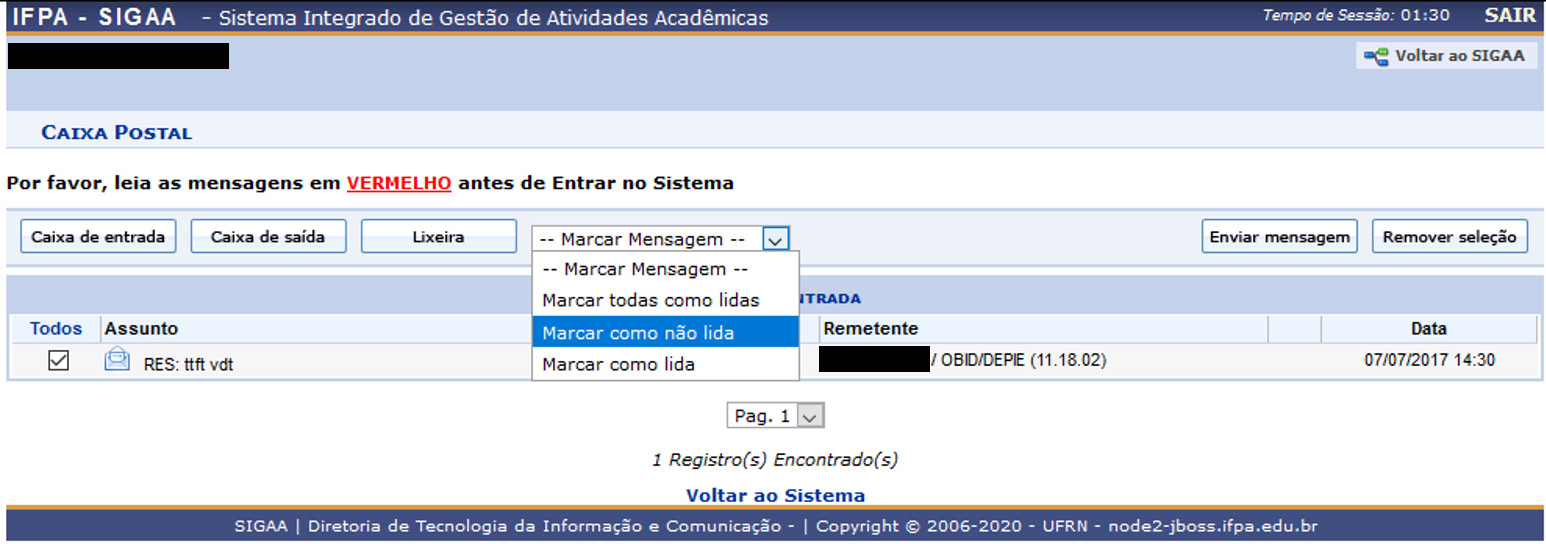 IFPA - SIGAA - Sistema Integrado de Gestão de Atividades Acadêmicas Tempo de Sessão: 01:30 SAIR
Voltar ao SIGAA
CAIXA POSTAL
Por favor, leia as mensagens em VERMELHO antes de Entrar no Sistema
Caixa de entrada Caixa de saída Lixeira -- Marcar Mensagem -- Enviar mensagem Remover seleção
-- Marcar Mensagem --
Marcar todas como lidas
Marcar como não lida
Marcar como lida
Todos Assunto Remetente Data
RES: ttft vdt / OBID/DEPIE (11.18.02) 07/07/2017 14:30
Pag. 1
1 Registro(s) Encontrado(s)
Voltar ao Sistema
SIGAA | Diretoria de Tecnologia da Informação e Comunicação - | Copyright © 2006-2020 - UFRN - node2-jboss.ifpa.edu.br